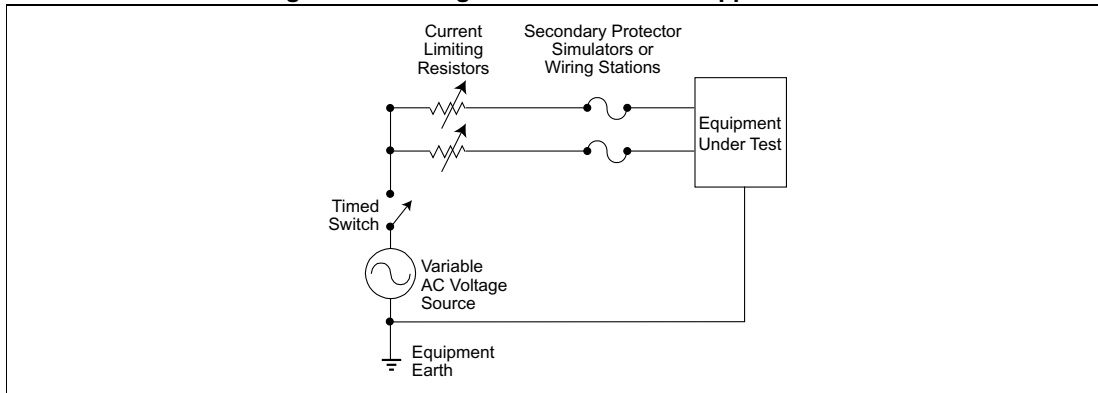 Current
Limiting
Resistors
Secondary Protector
Simulators or
Wiring Stations
Equipment
Under Test
Timed
Switch
Variable
AC Voltage
Source
Equipment
Earth